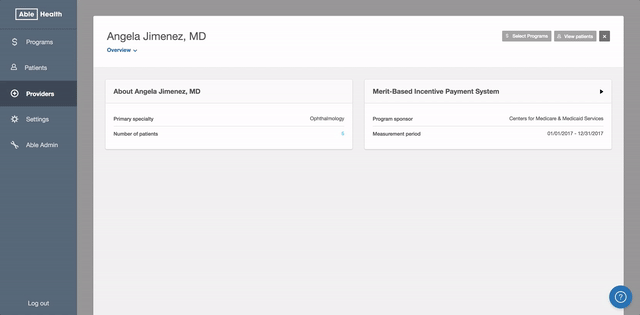 Able Health
Programs
Patients
Providers
Settings
Able Admin
Log out
Angela Jimenez, MD
Overview
Select Programs
View patients
About Angela Jimenez, MD
Primary specialty
Ophthalmology
Number of patients
Merit-Based Incentive Payment System
Program sponsor
Centers for Medicare & Medicaid Services
Measurement period
01/01/2017 - 12/31/2017